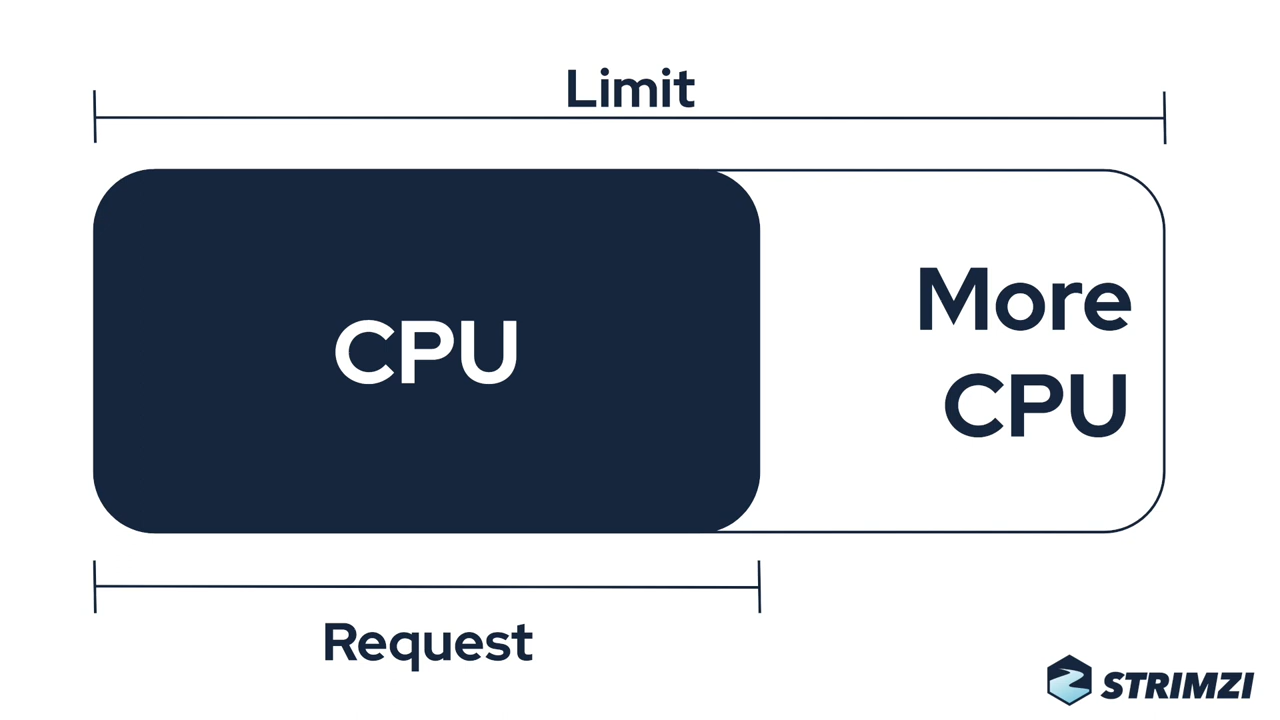 Limit
CPU
More
CPU
Request
STRIMZI